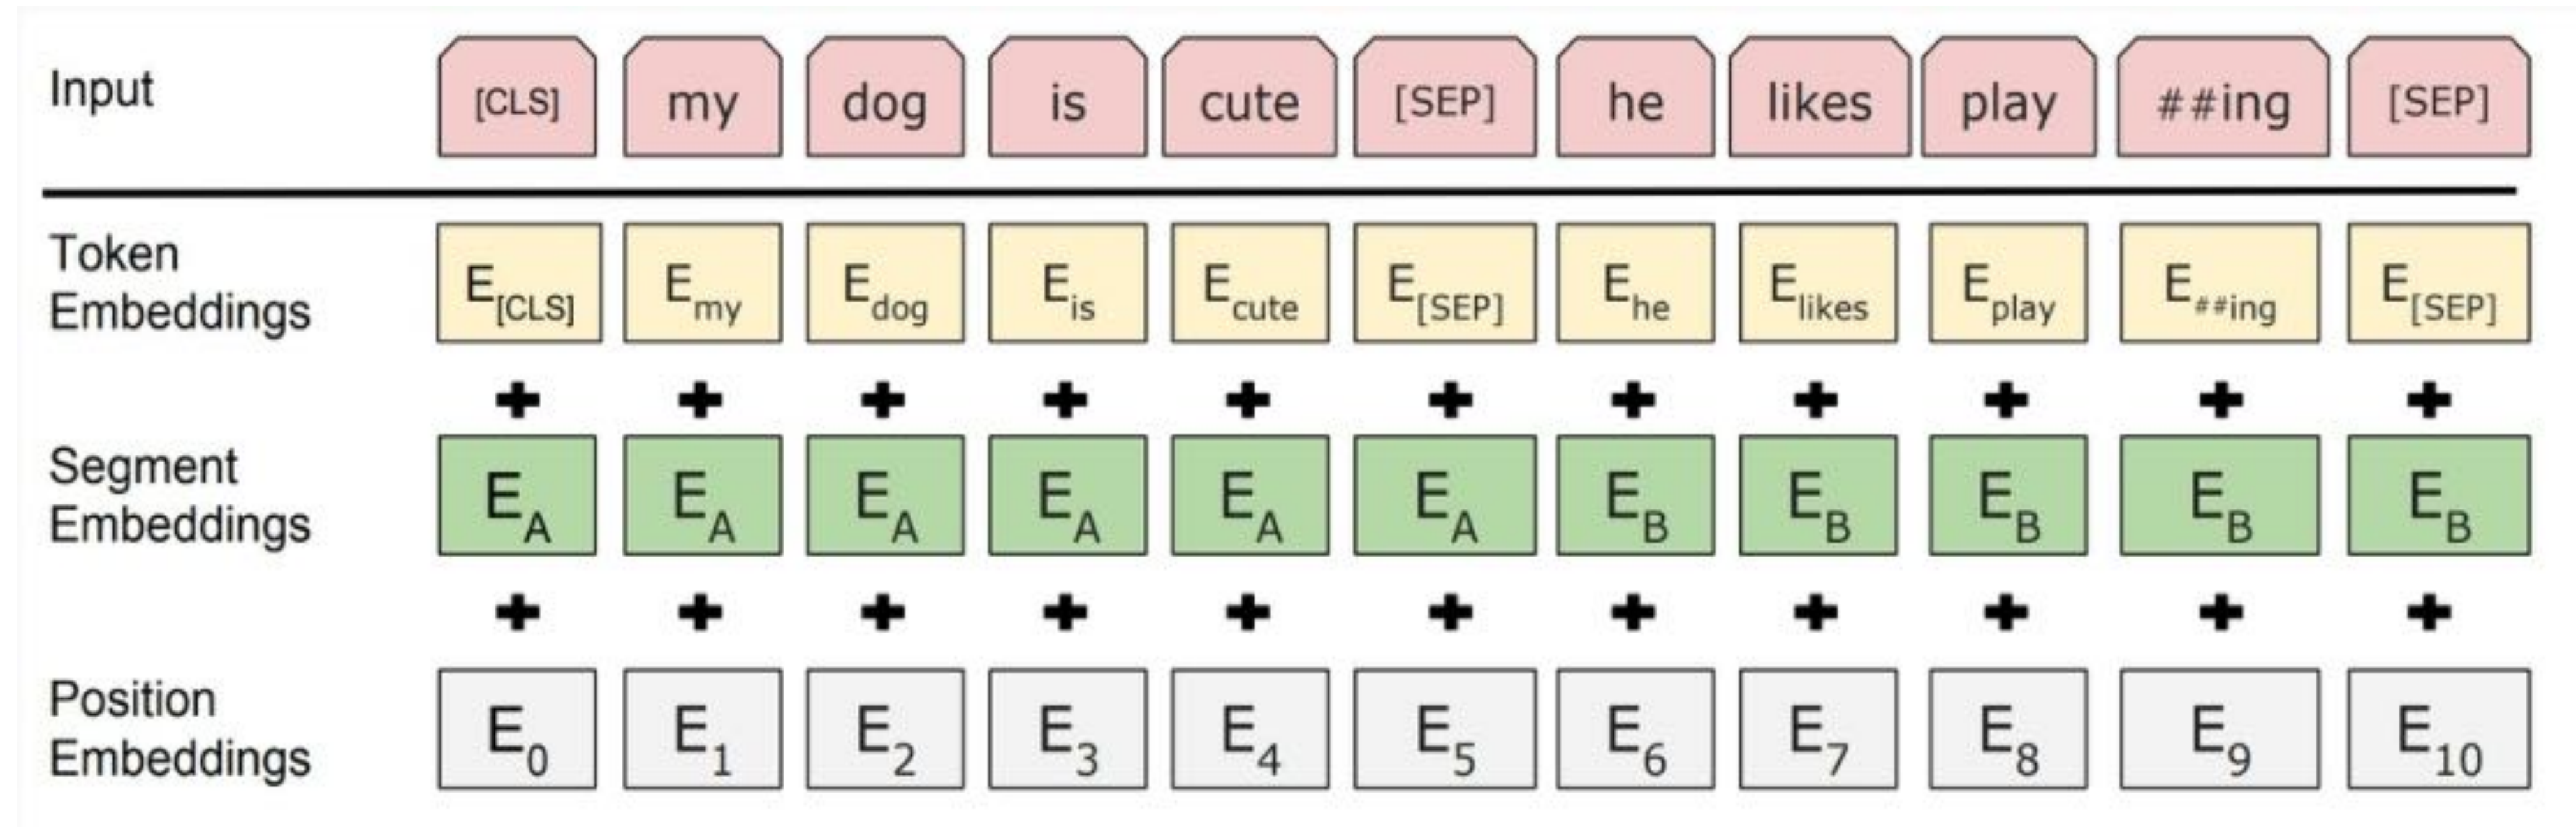 Input [CLS] my dog is cute [SEP] he likes play ##ing [SEP]
Token
Embeddings
E[CLS] Emy Edog Eis Ecute E[SEP] Ehe Elikes Eplay E##ing E[SEP]
+ + + + + + + + + + +
Segment
Embeddings
EA EA EA EA EA EA EB EB EB EB EB
+ + + + + + + + + + +
Position
Embeddings
E0 E1 E2 E3 E4 E5 E6 E7 E8 E9 E10